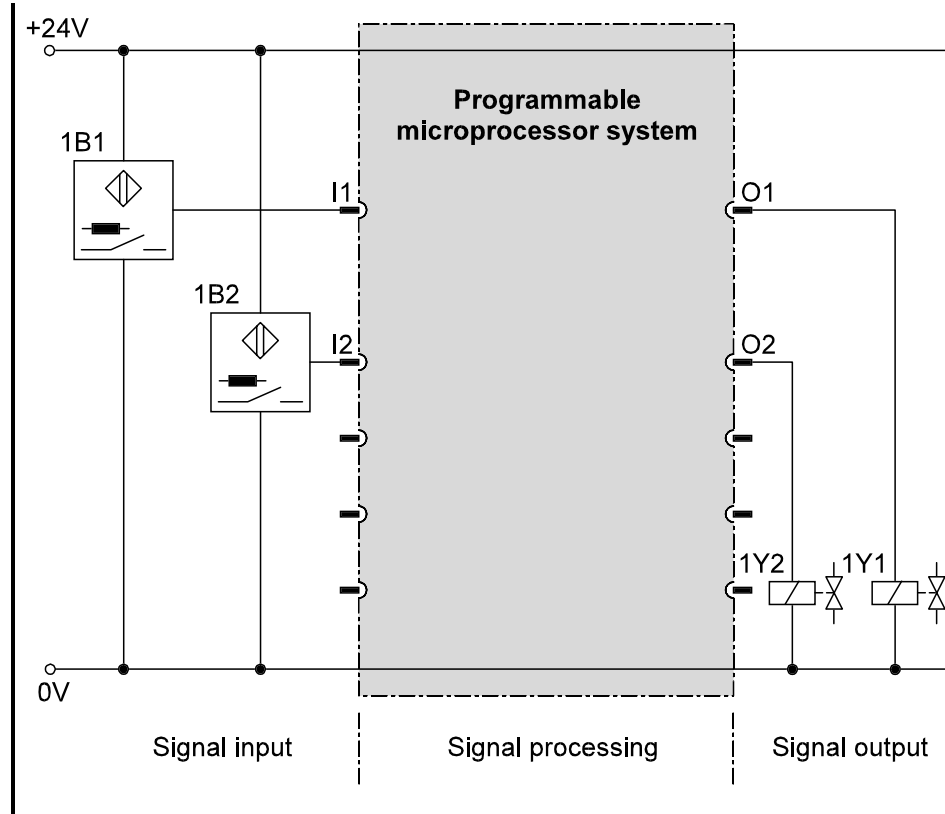 +24V
Programmable
microprocessor system
1B1
I1
O1
1B2
I2
O2
1Y2
1Y1
0V
Signal input
Signal processing
Signal output